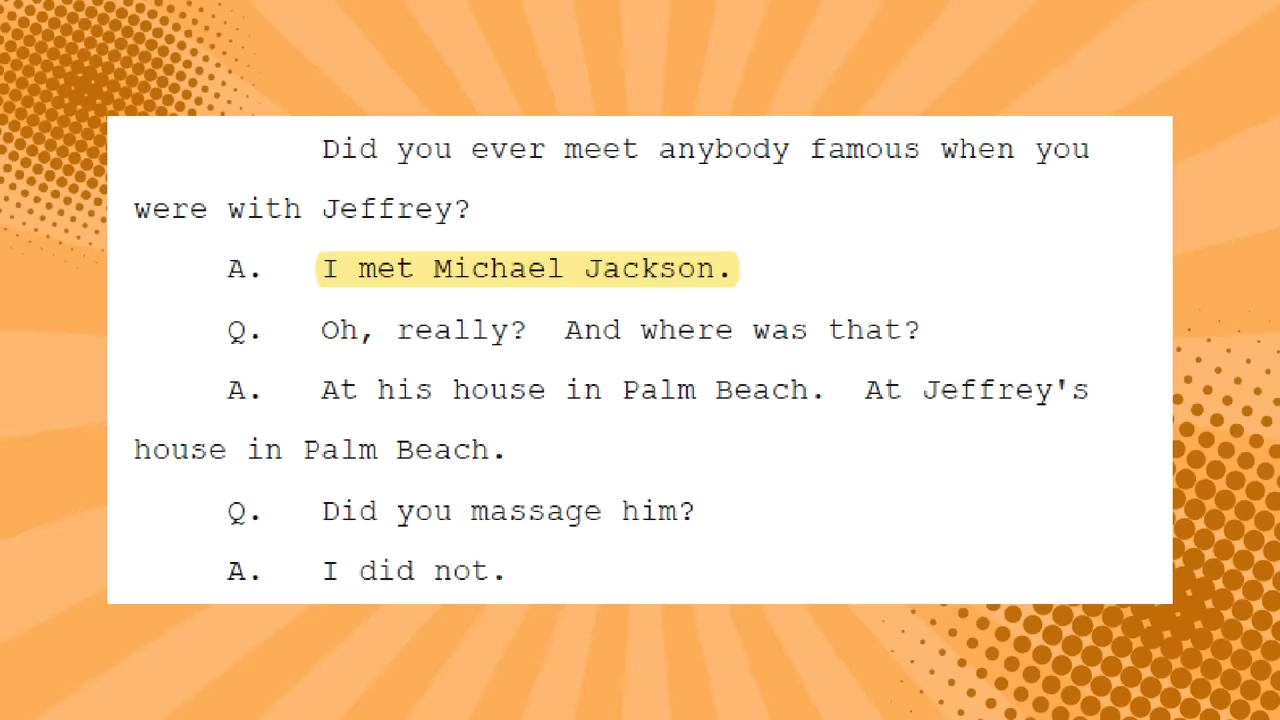 Did you ever meet anybody famous when you
were with Jeffrey?
A. I met Michael Jackson.
Q. Oh, really? And where was that?
A. At his house in Palm Beach. At Jeffrey's
house in Palm Beach.
Q. Did you massage him?
A. I did not.